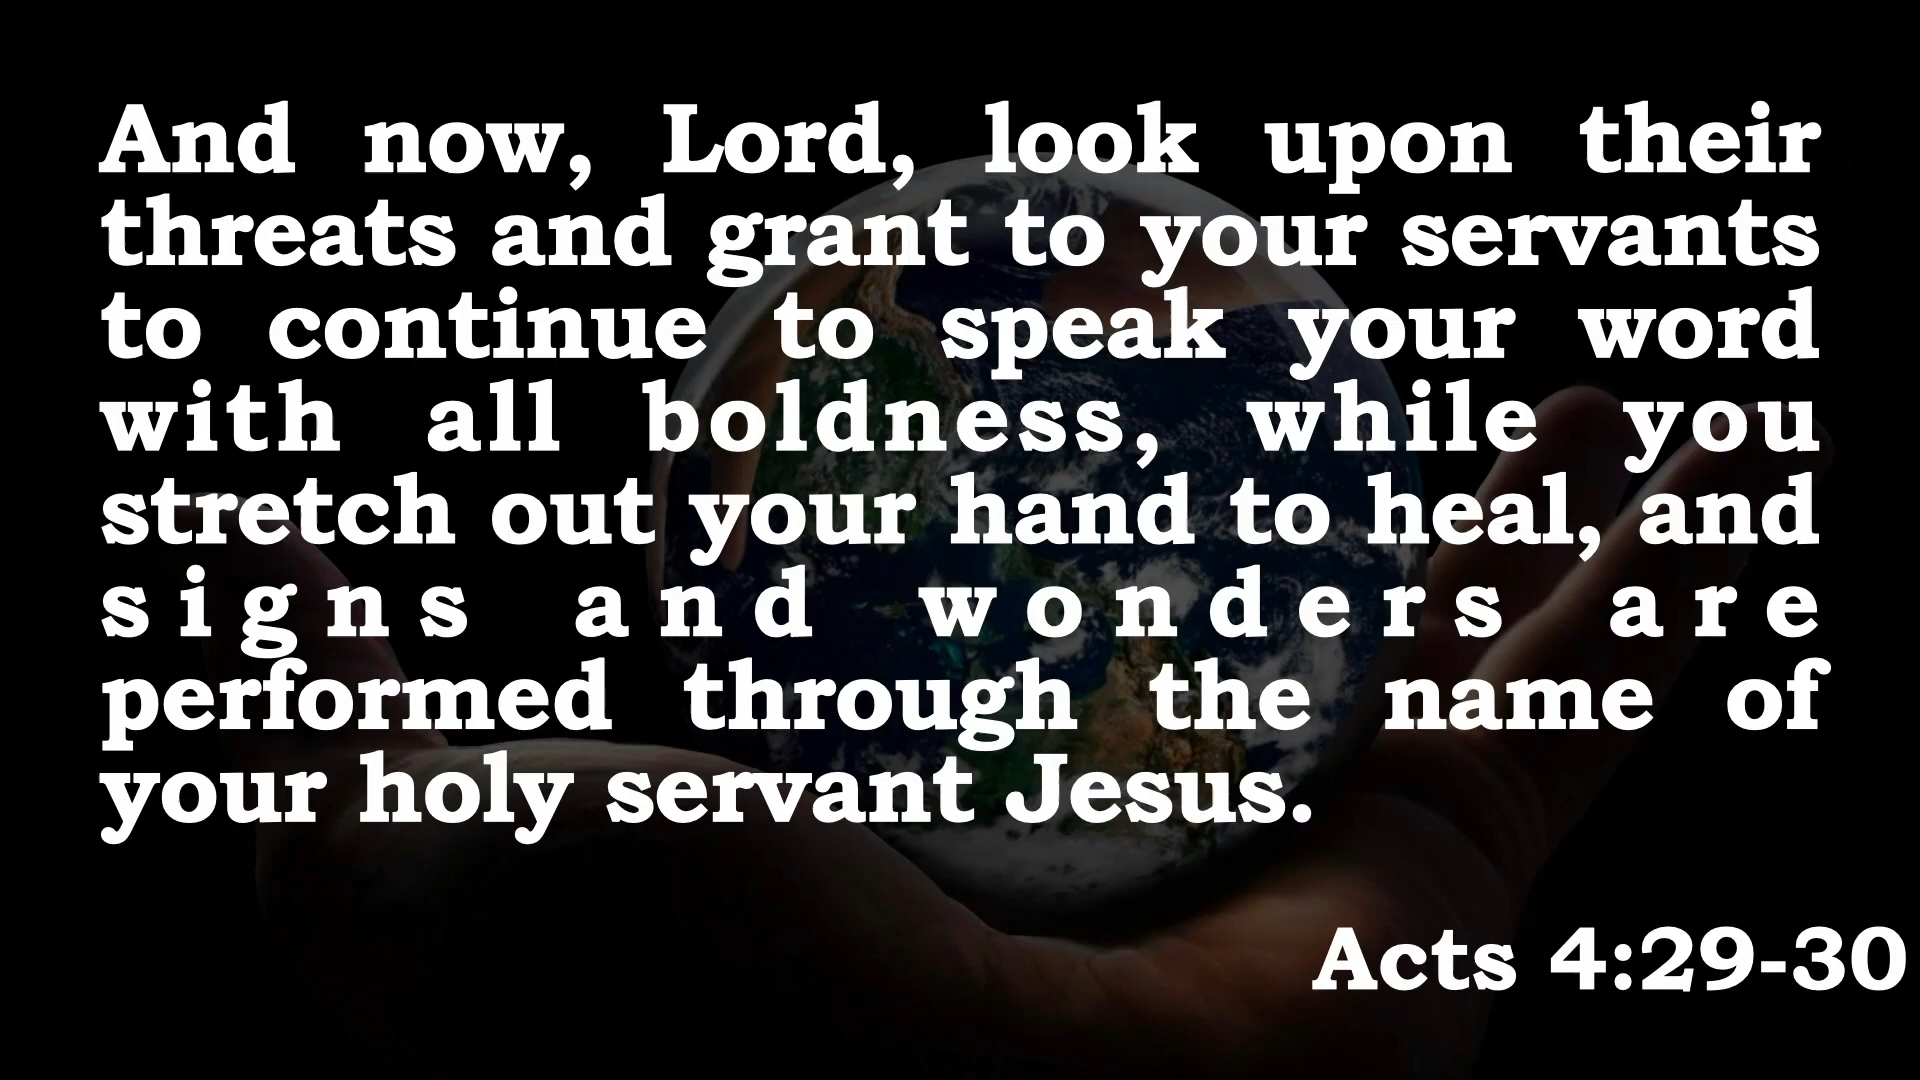 And now, Lord, look upon their
threats and grant to your servants
to continue to speak your word
with all boldness, while you
stretch out your hand to heal, and
signs and wonders are
performed through the name of
your holy servant Jesus.
Acts 4:29-30